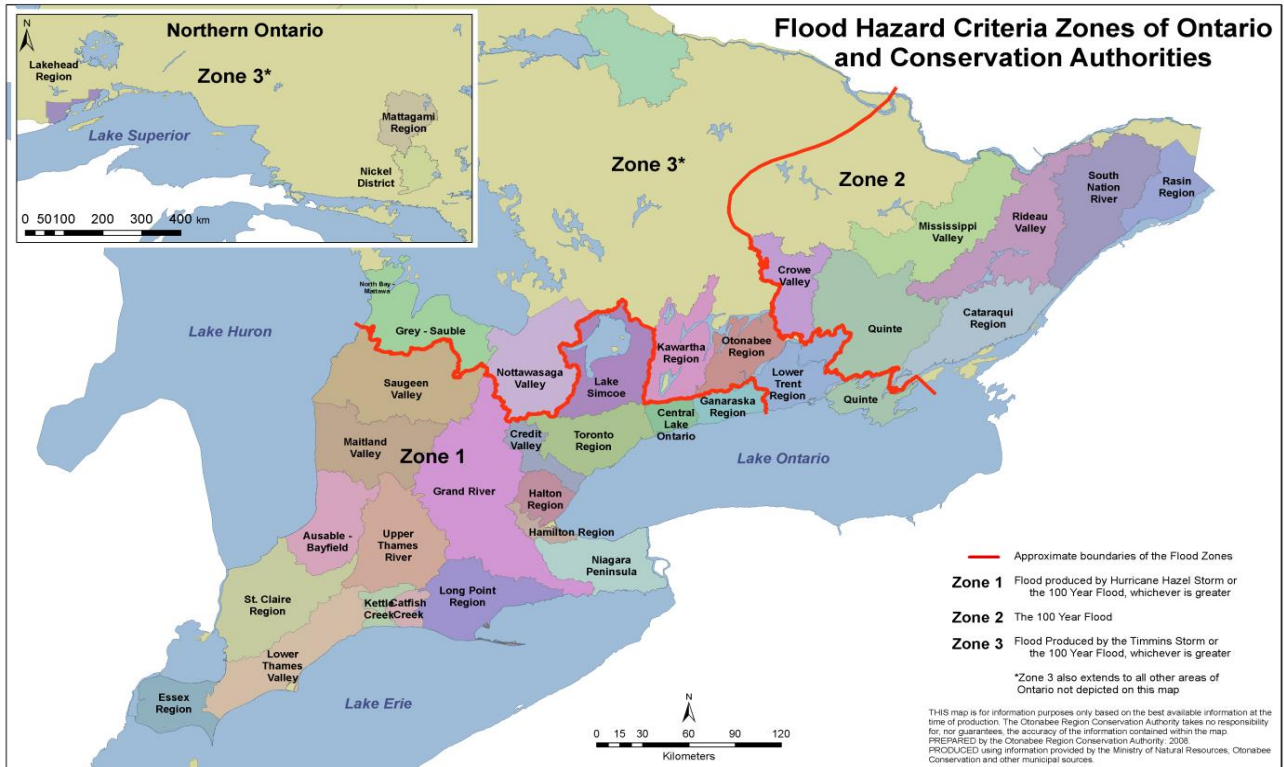 Flood Hazard Criteria Zones of Ontario
and Conservation Authorities
N
Northern Ontario
Lakehead
Region
Zone 3*
Lake Superior
Mattagami
Region
Nickel
District
0 50 100 200 300 400 km
Zone 3*
Zone 2
South
Nation
River
Rasin
Region
Rideau
Valley
Mississippi
Valley
Crowe
Valley
North Bay -
Mattawa
Lake Huron
Grey - Sauble
Cataraqui
Region
Quinte
Otonabee
Region
Kawartha
Region
Nottawasaga
Valley
Lake
Simcoe
Lower
Trent
Region
Saugeen
Valley
Quinte
Ganaraska
Region
Central
Lake
Ontario
Credit
Valley
Toronto
Region
Maitland
Valley
Zone 1
Lake Ontario
Grand River
Halton
Region
Hamilton Region
Ausable -
Bayfield
Upper
Thames
River
Niagara
Peninsula
St. Claire
Region
Kettle
Creek
Catfish
Creek
Long Point
Region
Lower
Thames
Valley
Essex
Region
Lake Erie
N
0 15 30 60 90 120
Kilometers
Approximate boundaries of the Flood Zones
Zone 1 Flood produced by Hurricane Hazel Storm or
the 100 Year Flood, whichever is greater
Zone 2 The 100 Year Flood
Zone 3 Flood Produced by the Timmins Storm or
the 100 Year Flood, whichever is greater
*Zone 3 also extends to all other areas of
Ontario not depicted on this map
THIS map is for information purposes only based on the best available information at the
time of production. The Otonabee Region Conservation Authority takes no responsibility
for, nor guarantees, the accuracy of the information contained within the map.
PREPARED by the Otonabee Region Conservation Authority: 2008.
PRODUCED using information provided by the Ministry of Natural Resources, Otonabee
Conservation and other municipal sources.